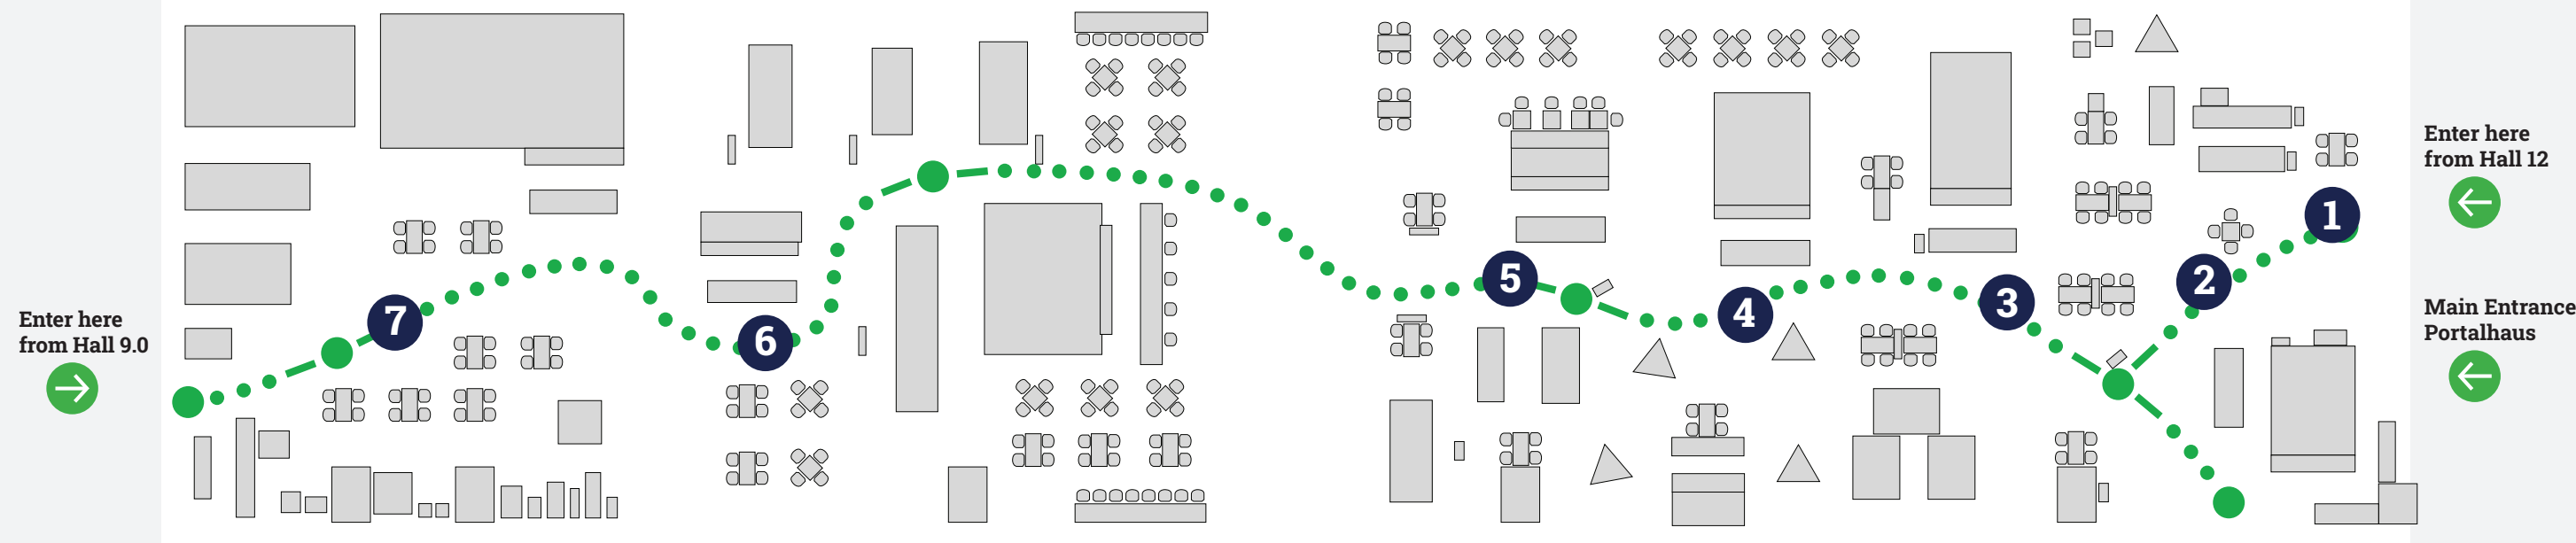 Enter here
from Hall 9.0
7
6
5
4
3
2
1
Enter here
from Hall 12
Main Entrance
Portalhaus